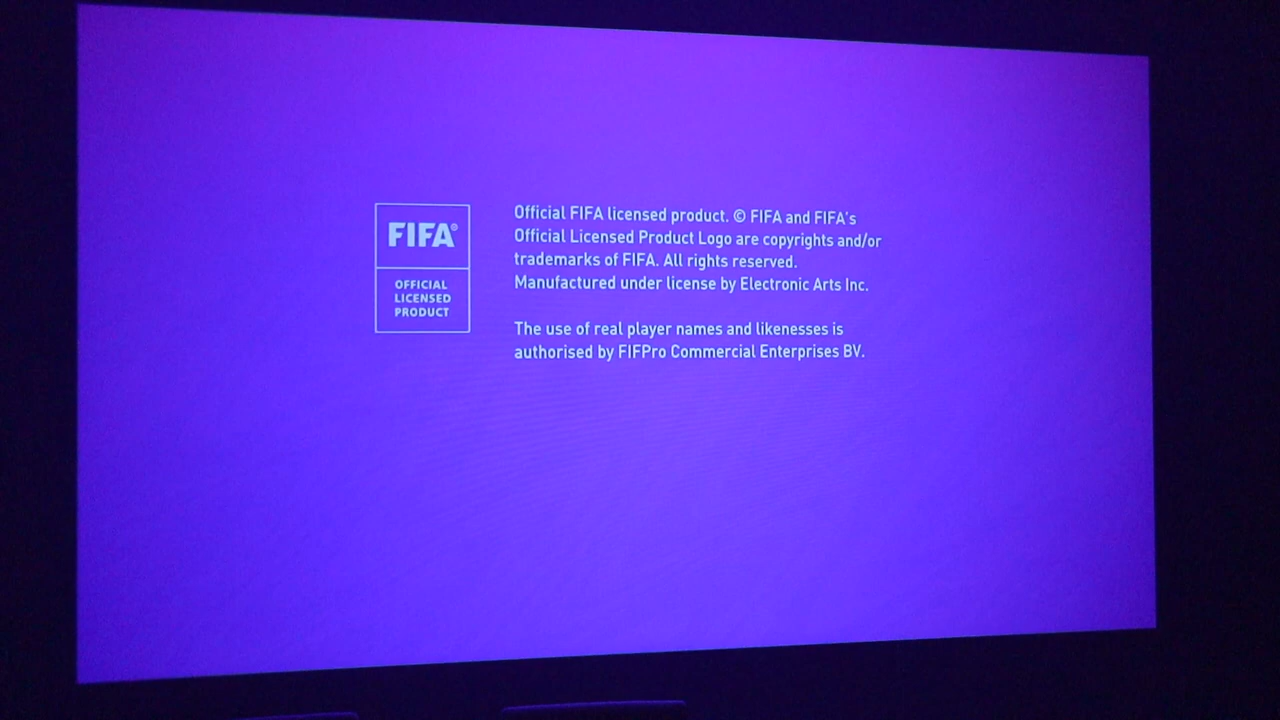 FIFA®
OFFICIAL
LICENSED
PRODUCT
Official FIFA licensed product. © FIFA and FIFA's
Official Licensed Product Logo are copyrights and/or
trademarks of FIFA. All rights reserved.
Manufactured under license by Electronic Arts Inc.
The use of real player names and likenesses is
authorised by FIFPro Commercial Enterprises BV.